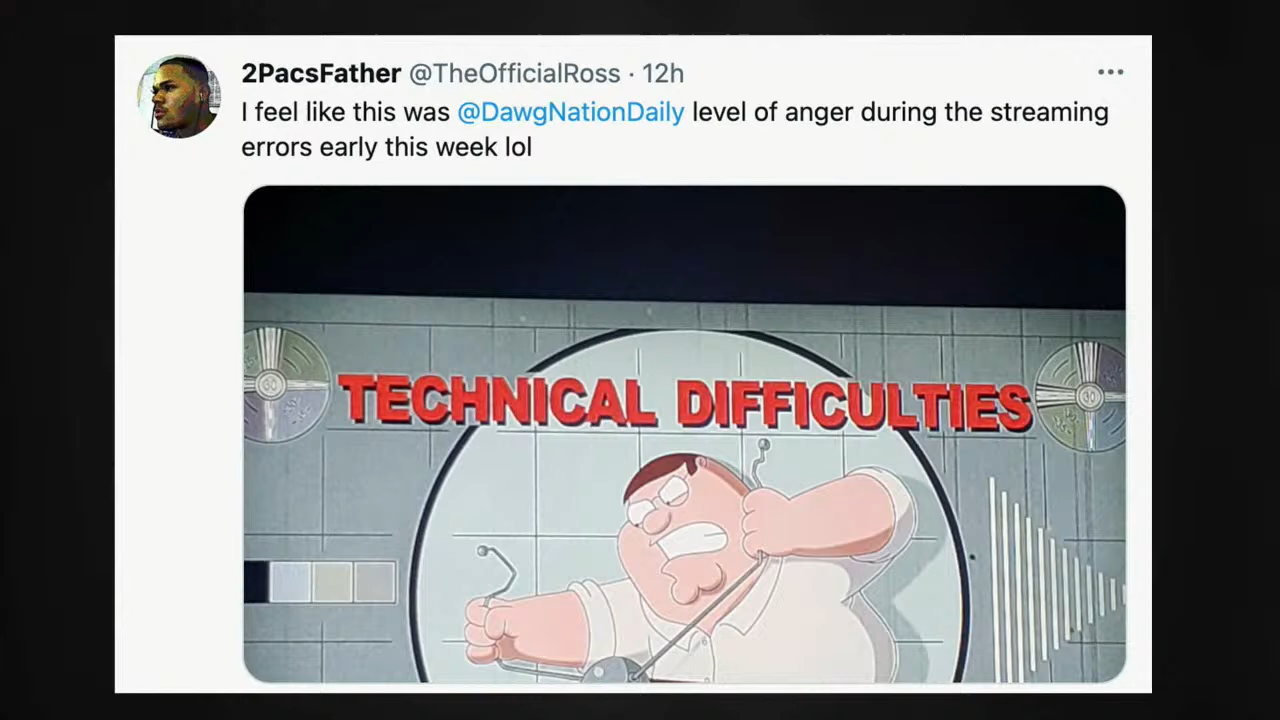 2PacsFather @TheOfficialRoss · 12h
I feel like this was @DawgNationDaily level of anger during the streaming
errors early this week lol
TECHNICAL DIFFICULTIES